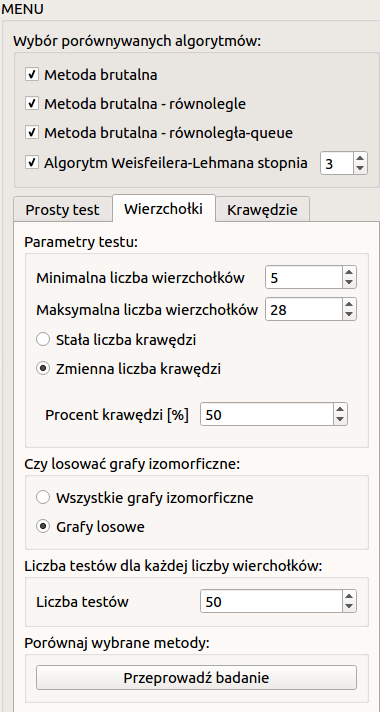 MENU
Wybór porównywanych algorytmów:
Metoda brutalna
Metoda brutalna - równolegle
Metoda brutalna - równoległa-queue
Algorytm Weisfeilera-Lehmana stopnia 3
Prosty test Wierzchołki Krawędzie
Parametry testu:
Minimalna liczba wierzchołków 5
Maksymalna liczba wierzchołków 28
Stała liczba krawędzi
Zmienna liczba krawędzi
Procent krawędzi [%] 50
Czy losować grafy izomorficzne:
Wszystkie grafy izomorficzne
Grafy losowe
Liczba testów dla każdej liczby wierchołków:
Liczba testów 50
Porównaj wybrane metody:
Przeprowadź badanie